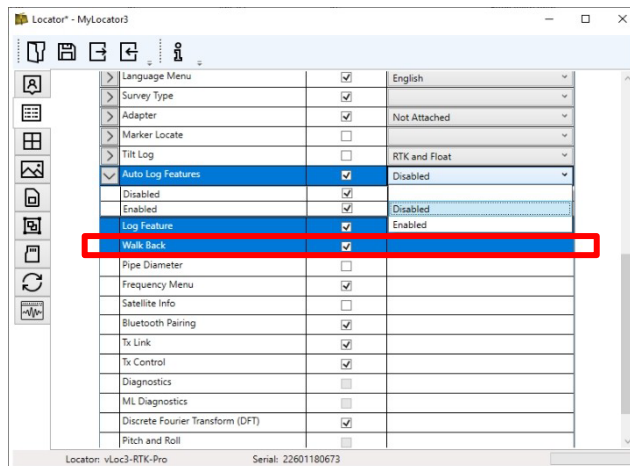 Locator* - MyLocator3
Language Menu English
Survey Type
Adapter Not Attached
Marker Locate
Tilt Log RTK and Float
Auto Log Features Disabled
Disabled
Enabled Disabled
Log Feature Enabled
Walk Back
Pipe Diameter
Frequency Menu
Satellite Info
Bluetooth Pairing
Tx Link
Tx Control
Diagnostics
ML Diagnostics
Discrete Fourier Transform (DFT)
Pitch and Roll
Locator: vLoc3-RTK-Pro Serial: 22601180673